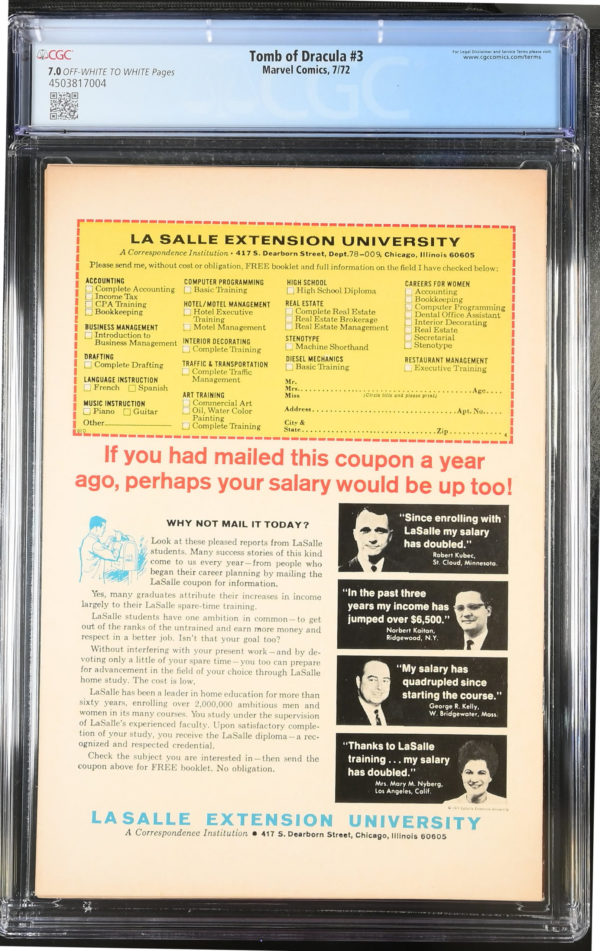 CGC
7.0 OFF-WHITE TO WHITE Pages
4503817004
Tomb of Dracula #3
Marvel Comics, 7/72
For Legal Disclaimer and Service Terms please visit
www.cgccomics.com/terms
CGC
LA SALLE EXTENSION UNIVERSITY
A Correspondence Institution • 417 S. Dearborn Street, Dept. 78-009, Chicago, Illinois 60605
Please send me, without cost or obligation, FREE booklet and full information on the field I have checked below:
ACCOUNTING
Complete Accounting
Income Tax
CPA Training
Bookkeeping
BUSINESS MANAGEMENT
Introduction to
Business Management
DRAFTING
Complete Drafting
LANGUAGE INSTRUCTION
French Spanish
MUSIC INSTRUCTION
Piano Guitar
Other
COMPUTER PROGRAMMING
Basic Training
HOTEL/MOTEL MANAGEMENT
Hotel Executive
Training
Motel Management
INTERIOR DECORATING
Complete Training
TRAFFIC & TRANSPORTATION
Complete Traffic
Management
ART TRAINING
Commercial Art
Oil, Water Color
Painting
Complete Training
HIGH SCHOOL
High School Diploma
REAL ESTATE
Complete Real Estate
Real Estate Brokerage
Real Estate Management
STENOTYPE
Machine Shorthand
DIESEL MECHANICS
Basic Training
CAREERS FOR WOMEN
Accounting
Bookkeeping
Computer Programming
Dental Office Assistant
Interior Decorating
Real Estate
Secretarial
Stenotype
RESTAURANT MANAGEMENT
Executive Training
Mr.
Mrs. Age
Miss (Circle title and please print)
Address Apt. No.
City &
State Zip
If you had mailed this coupon a year
ago, perhaps your salary would be up too!
WHY NOT MAIL IT TODAY?
Look at these pleased reports from LaSalle
students. Many success stories of this kind
come to us every year—from people who
began their career planning by mailing the
LaSalle coupon for information.
Yes, many graduates attribute their increases in income
largely to their LaSalle spare-time training.
LaSalle students have one ambition in common—to get
out of the ranks of the untrained and earn more money and
respect in a better job. Isn't that your goal too?
Without interfering with your present work—and by de-
voting only a little of your spare time—you too can prepare
for advancement in the field of your choice through LaSalle
home study. The cost is low.
LaSalle has been a leader in home education for more than
sixty years, enrolling over 2,000,000 ambitious men and
women in its many courses. You study under the supervision
of LaSalle's experienced faculty. Upon satisfactory comple-
tion of your study, you receive the LaSalle diploma—a rec-
ognized and respected credential.
Check the subject you are interested in—then send the
coupon above for FREE booklet. No obligation.
"Since enrolling with
LaSalle my salary
has doubled."
Robert Kubec,
St. Cloud, Minnesota.
"In the past three
years my income has
jumped over $6,500."
Norbert Kaitan,
Ridgewood, N.Y.
"My salary has
quadrupled since
starting the course."
George R. Kelly,
W. Bridgewater, Mass.
"Thanks to LaSalle
training . . . my salary
has doubled."
Mrs. Mary M. Nyberg,
Los Angeles, Calif.
LA SALLE EXTENSION UNIVERSITY
A Correspondence Institution • 417 S. Dearborn Street, Chicago, Illinois 60605